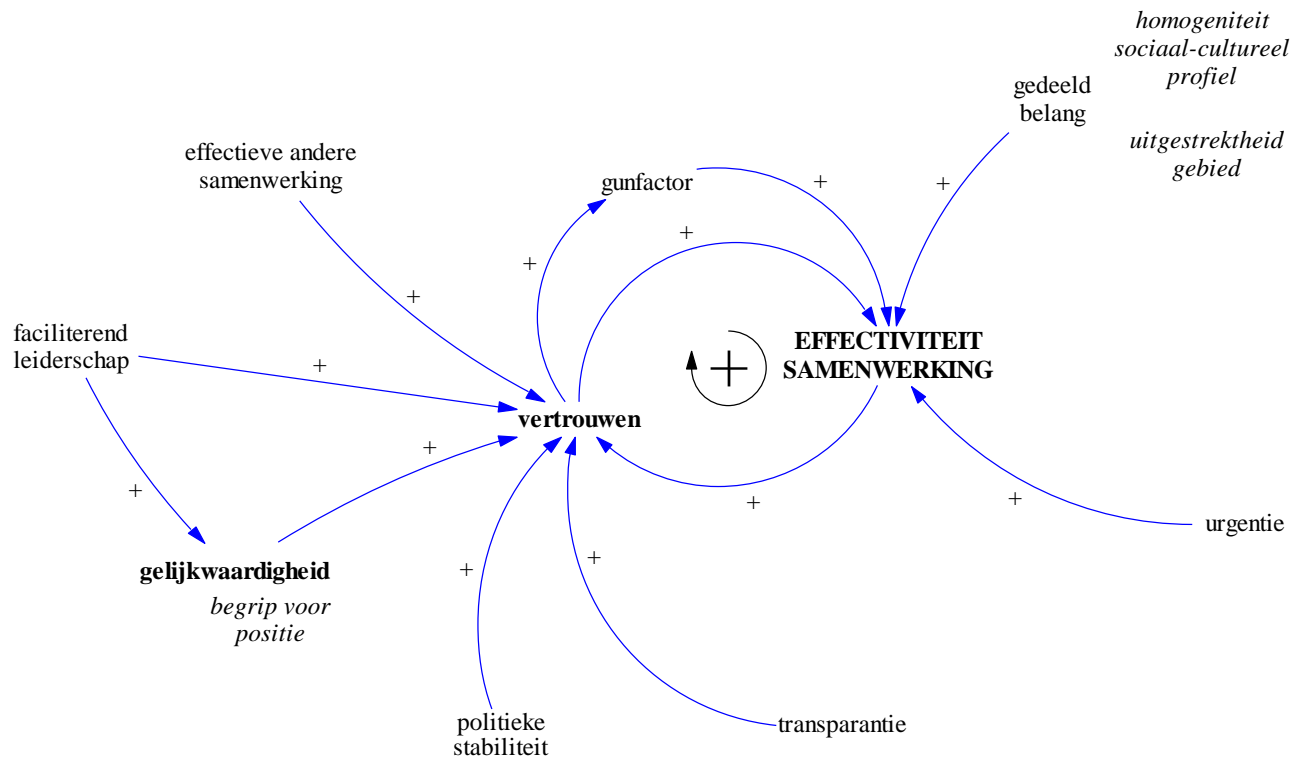 homogeniteit
sociaal-cultureel
profiel
gedeeld
belang
uitgestrektheid
gebied
effectieve andere
samenwerking
gunfactor
+
+
+
+
+
faciliterend
leiderschap
+
EFFECTIVITEIT
SAMENWERKING
+
vertrouwen
+
+
+
+
urgentie
gelijkwaardigheid
+
+
begrip voor
positie
politieke
stabiliteit
transparantie